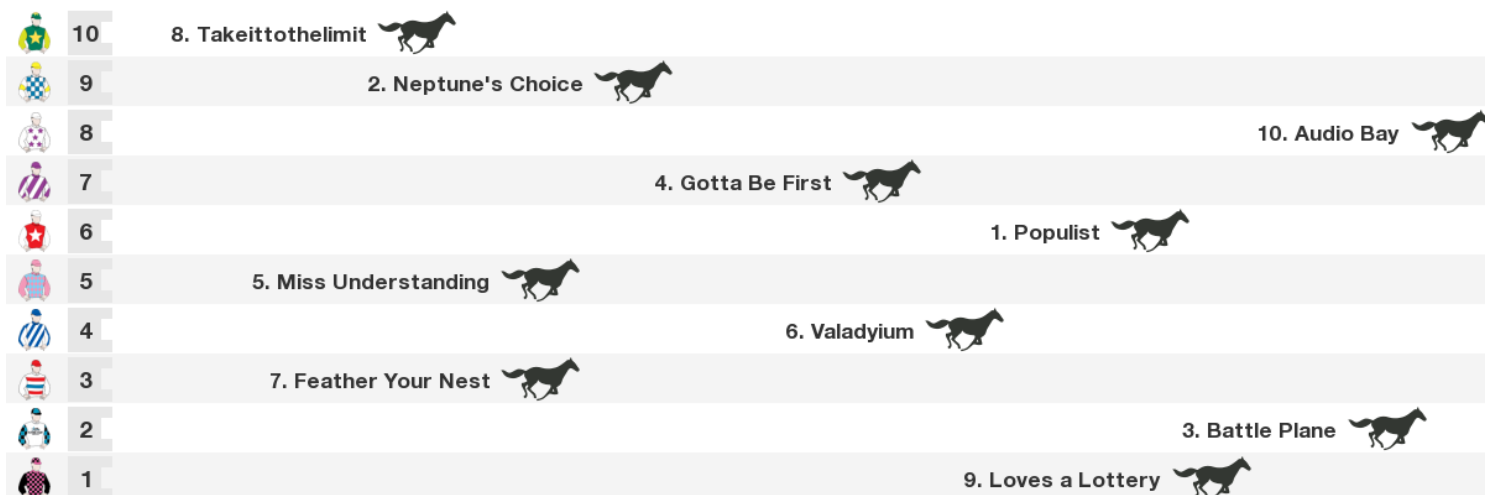 10 8. Takeittothelimit
9 2. Neptune's Choice
8 10. Audio Bay
7 4. Gotta Be First
6 1. Populist
5 5. Miss Understanding
4 6. Valadyium
3 7. Feather Your Nest
2 3. Battle Plane
1 9. Loves a Lottery